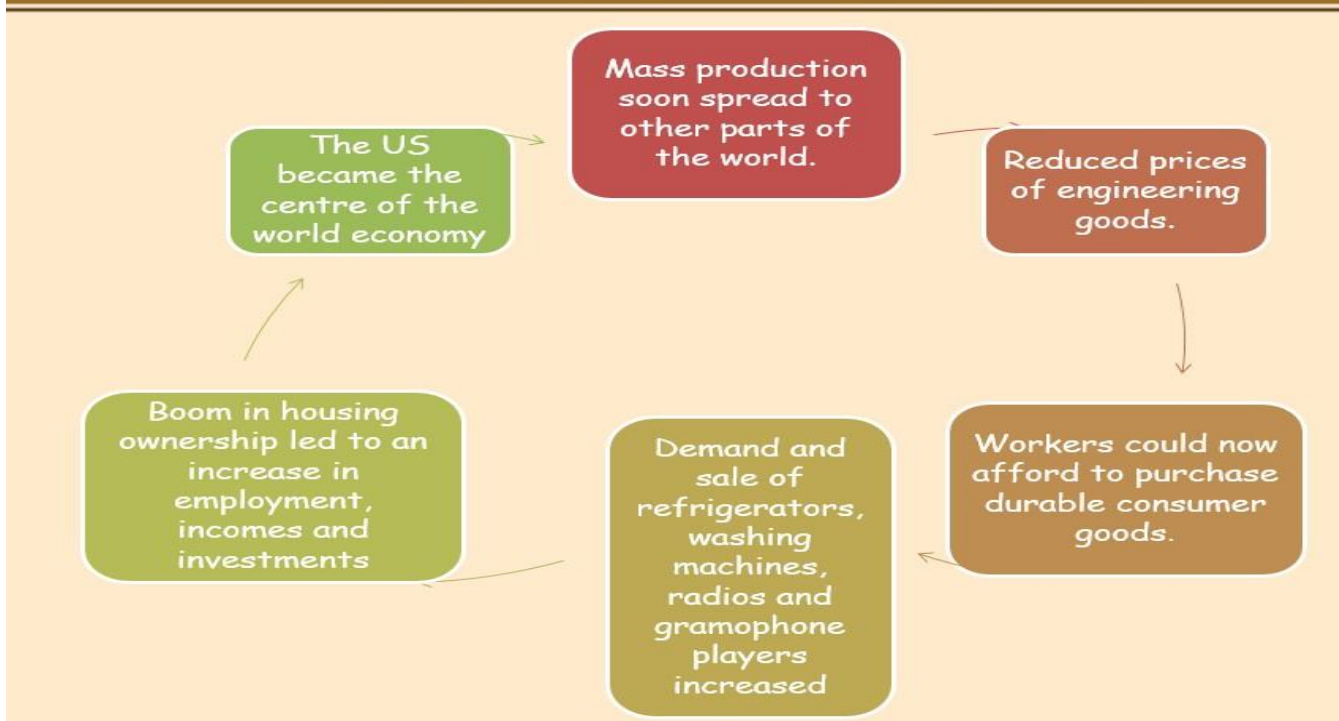 Mass production
soon spread to
other parts of
the world.
Reduced prices
of engineering
goods.
Workers could now
afford to purchase
durable consumer
goods.
Demand and
sale of
refrigerators,
washing
machines,
radios and
gramophone
players
increased
Boom in housing
ownership led to an
increase in
employment,
incomes and
investments
The US
became the
centre of the
world economy